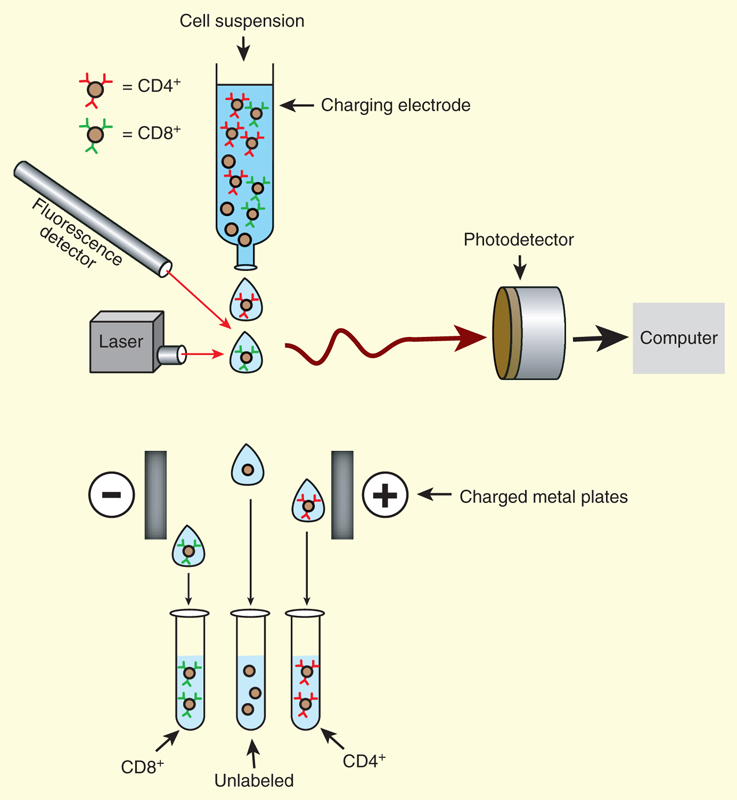 Cell suspension
= CD4+
= CD8+
Charging electrode
Fluorescence
detector
Photodetector
Laser
Computer
-
+
Charged metal plates
CD8+
Unlabeled
CD4+